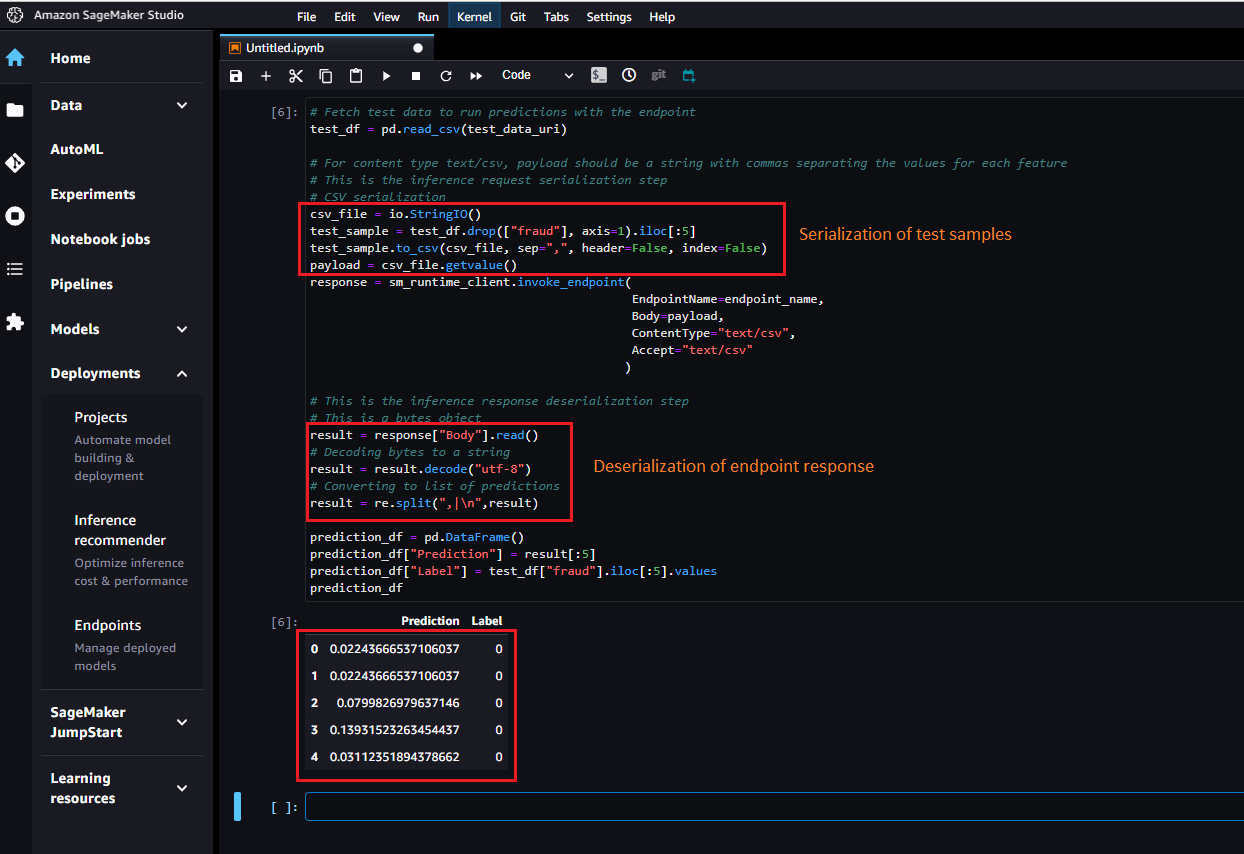 Amazon SageMaker Studio
File Edit View Run Kernel Git Tabs Settings Help
Untitled.ipynb
Code
git
Home
Data
AutoML
Experiments
Notebook jobs
Pipelines
Models
Deployments
Projects
Automate model
building &
deployment
Inference
recommender
Optimize inference
cost & performance
Endpoints
Manage deployed
models
SageMaker
JumpStart
Learning
resources
[6]:
# Fetch test data to run predictions with the endpoint
test_df = pd.read_csv(test_data_uri)
# For content type text/csv, payload should be a string with commas separating the values for each feature
# This is the inference request serialization step
# CSV serialization
csv_file = io.StringIO()
test_sample = test_df.drop(["fraud"], axis=1).iloc[:5]
test_sample.to_csv(csv_file, sep=",", header=False, index=False)
payload = csv_file.getvalue()
Serialization of test samples
response = sm_runtime_client.invoke_endpoint(
EndpointName=endpoint_name,
Body=payload,
ContentType="text/csv",
Accept="text/csv"
)
# This is the inference response deserialization step
# This is a bytes object
result = response["Body"].read()
# Decoding bytes to a string
result = result.decode("utf-8")
# Converting to list of predictions
result = re.split(",|\n",result)
Deserialization of endpoint response
prediction_df = pd.DataFrame()
prediction_df["Prediction"] = result[:5]
prediction_df["Label"] = test_df["fraud"].iloc[:5].values
prediction_df
[6]:
Prediction Label
0 0.02243666537106037 0
1 0.02243666537106037 0
2 0.0799826979637146 0
3 0.13931523263454437 0
4 0.03112351894378662 0
[ ]: